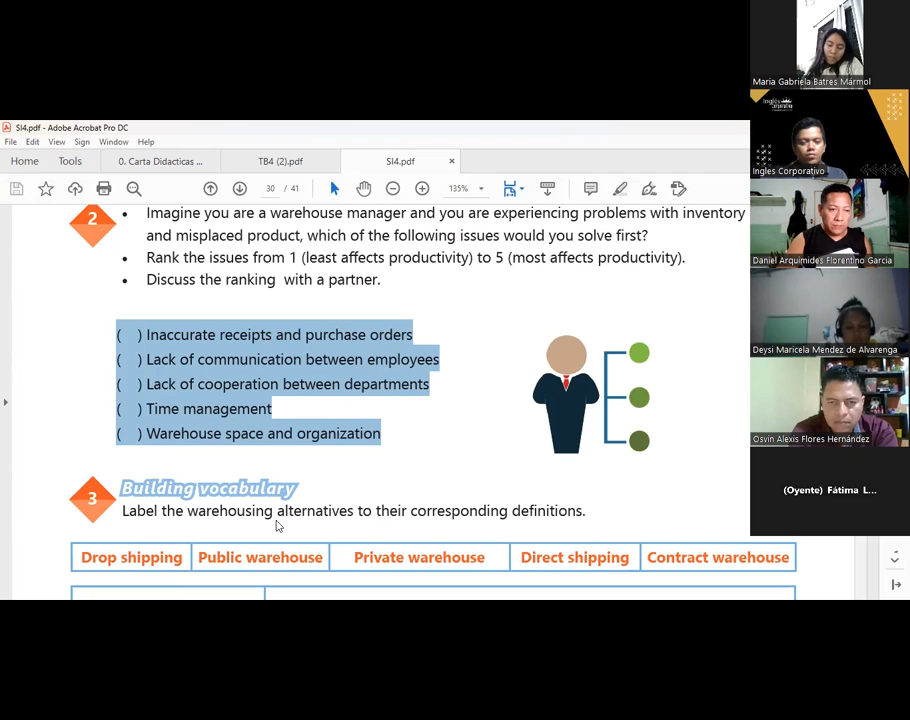 SI4.pdf - Adobe Acrobat Pro DC
File Edit View Sign Window Help
Home Tools 0. Carta Didacticas ... TB4 (2).pdf SI4.pdf ×
30 / 41 135%
2
• Imagine you are a warehouse manager and you are experiencing problems with inventory
and misplaced product, which of the following issues would you solve first?
• Rank the issues from 1 (least affects productivity) to 5 (most affects productivity).
• Discuss the ranking with a partner.
( ) Inaccurate receipts and purchase orders
( ) Lack of communication between employees
( ) Lack of cooperation between departments
( ) Time management
( ) Warehouse space and organization
3 Building vocabulary
Label the warehousing alternatives to their corresponding definitions.
Drop shipping Public warehouse Private warehouse Direct shipping Contract warehouse
Maria Gabriela Batres Mármol
Inglés
Ingles Corporativo
Daniel Arquimides Florentino Garcia
Deysi Maricela Mendez de Alvarenga
Osvin Alexis Flores Hernández
(Oyente) Fátima L...